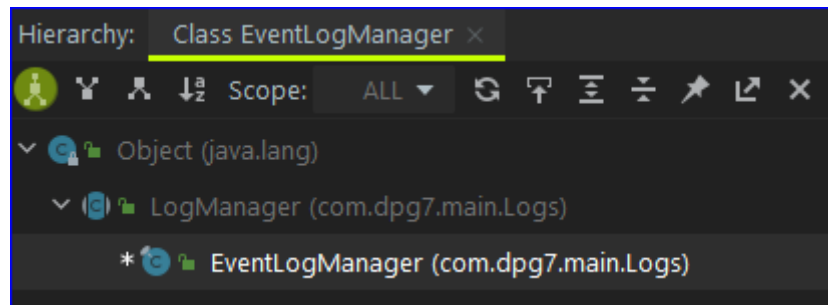 Hierarchy: Class EventLogManager
Scope: ALL
Object (java.lang)
LogManager (com.dpg7.main.Logs)
* EventLogManager (com.dpg7.main.Logs)